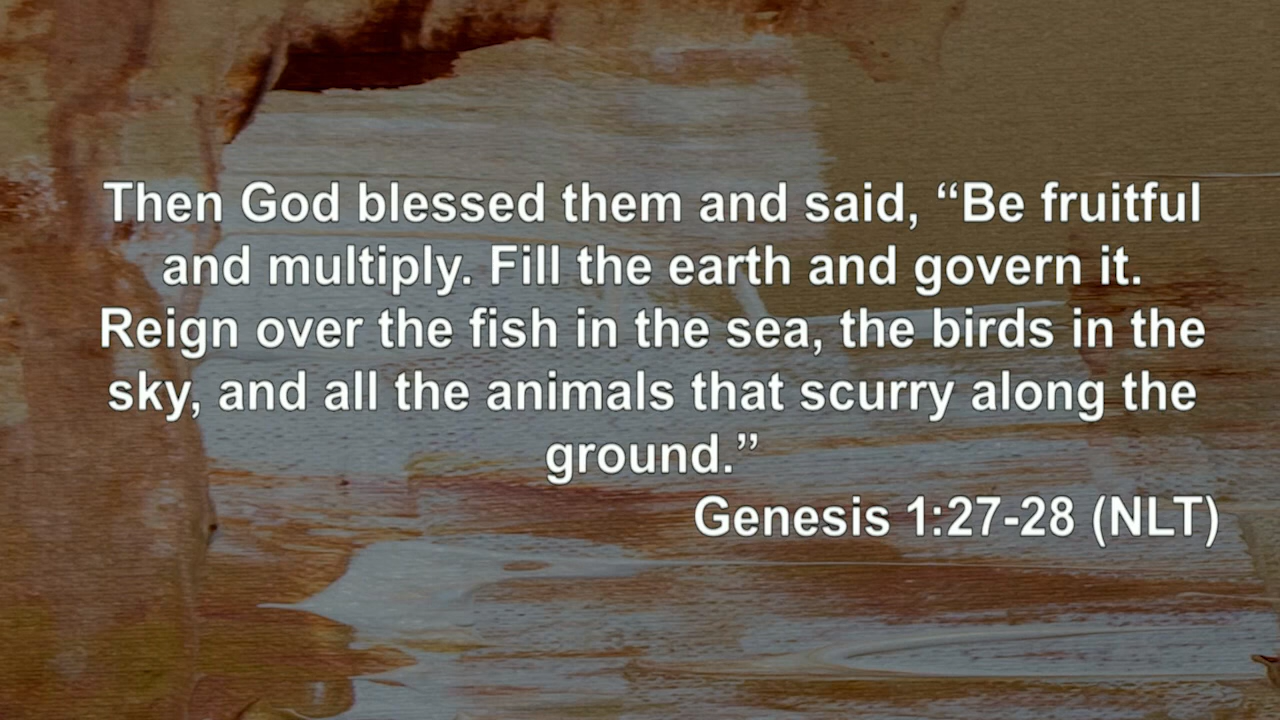 Then God blessed them and said, “Be fruitful
and multiply. Fill the earth and govern it.
Reign over the fish in the sea, the birds in the
sky, and all the animals that scurry along the
ground.”
Genesis 1:27-28 (NLT)